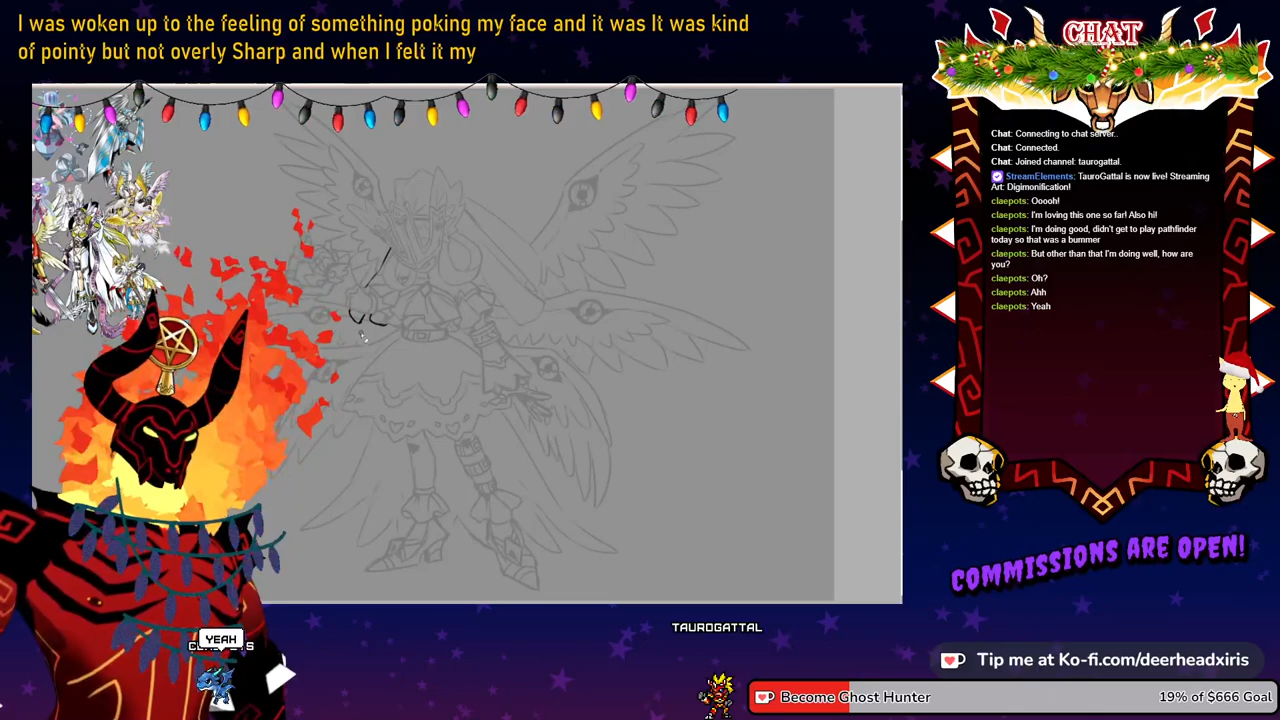 I was woken up to the feeling of something poking my face and it was It was kind
of pointy but not overly Sharp and when I felt it my
CHAT
Chat: Connecting to chat server..
Chat: Connected.
Chat: Joined channel: taurogattal.
StreamElements: TauroGattal is now live! Streaming
Art: Digimonification!
claepots: Ooooh!
claepots: I'm loving this one so far! Also hi!
claepots: I'm doing good, didn't get to play pathfinder
today so that was a bummer
claepots: But other than that I'm doing well, how are
you?
claepots: Oh?
claepots: Ahh
claepots: Yeah
COMMISSIONS ARE OPEN!
TAUROGATTAL
YEAH
Tip me at Ko-fi.com/deerheadxiris
Become Ghost Hunter
19% of $666 Goal